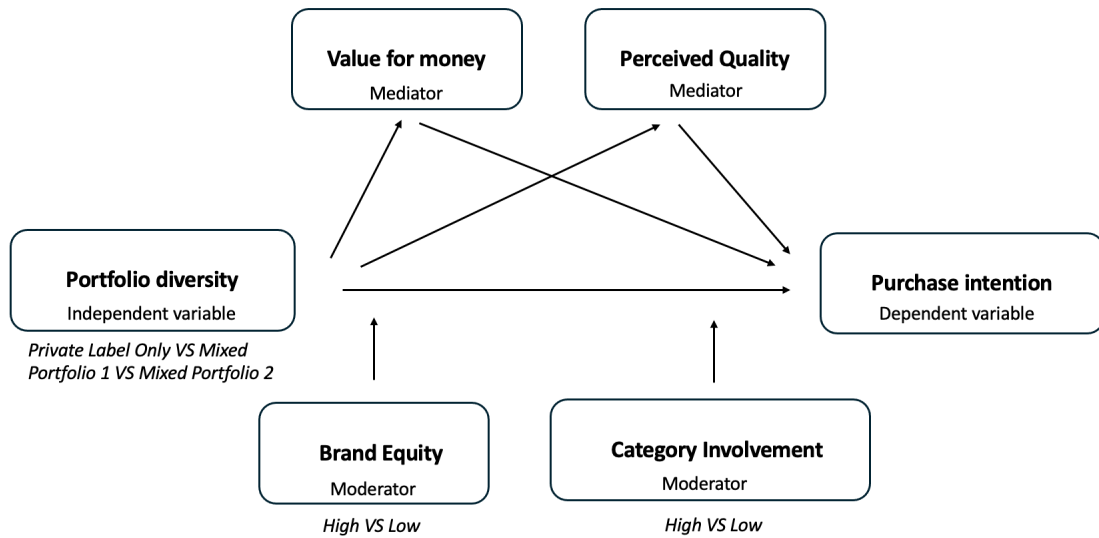 Value for money
Mediator
Perceived Quality
Mediator
Portfolio diversity
Independent variable
Private Label Only VS Mixed
Portfolio 1 VS Mixed Portfolio 2
Purchase intention
Dependent variable
Brand Equity
Moderator
High VS Low
Category Involvement
Moderator
High VS Low